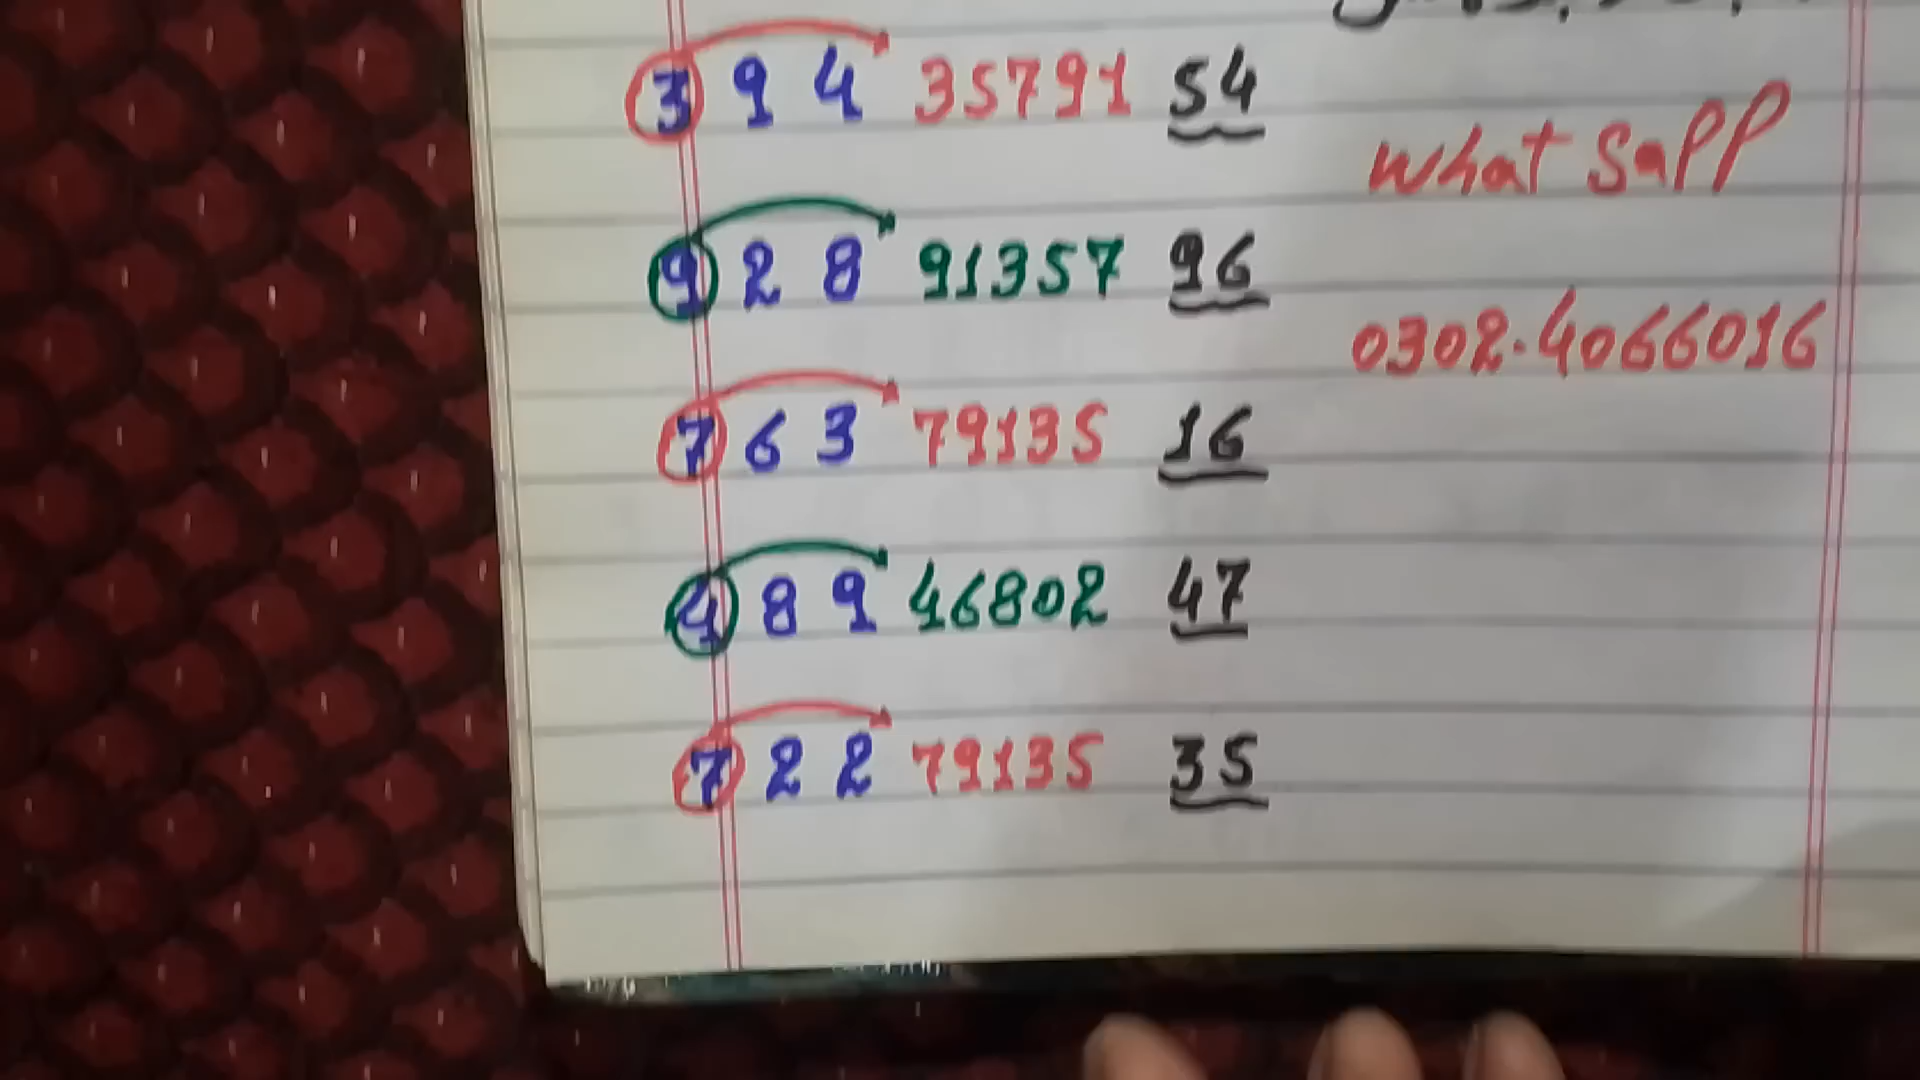 3 9 4 35791 54
what SaPP
9 2 8 91357 96
0302.4066016
7 6 3 79135 16
4 8 9 46802 47
7 2 2 79135 35